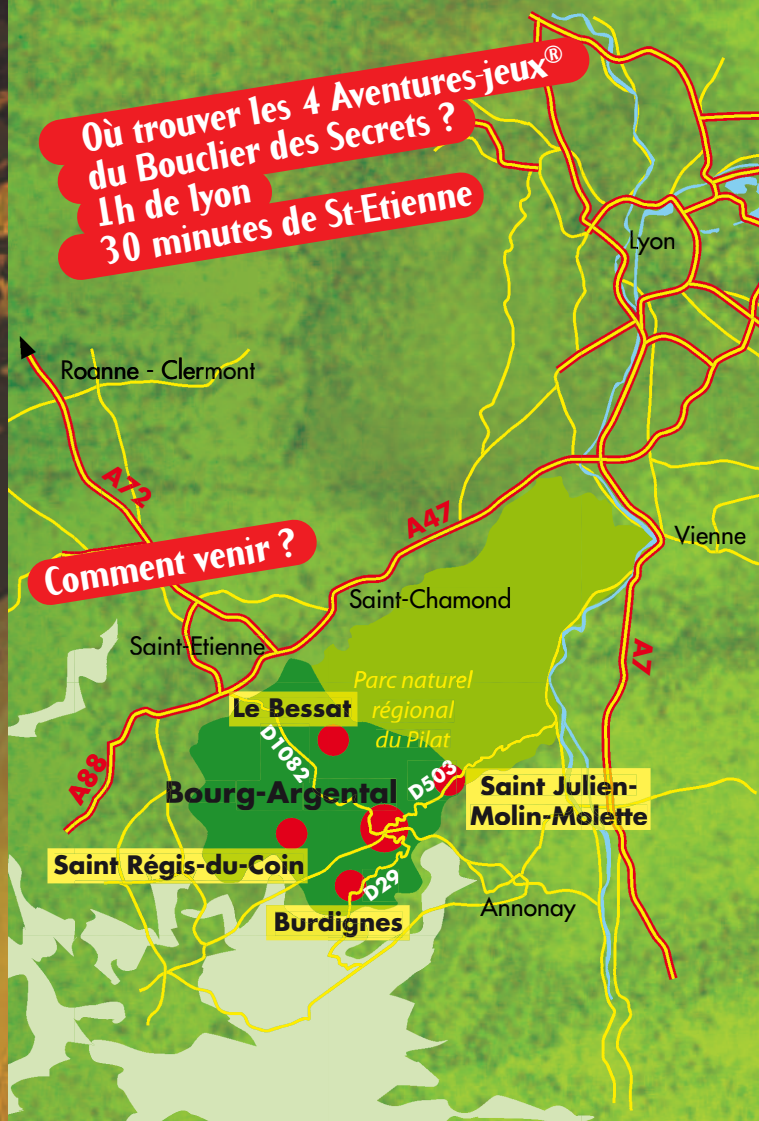 Où trouver les 4 Aventures-jeux®
du Bouclier des Secrets ?
1h de lyon
30 minutes de St-Etienne
Lyon
Roanne - Clermont
A72
A47
Comment venir ?
Vienne
Saint-Chamond
Saint-Etienne
A7
Parc naturel
régional
du Pilat
Le Bessat
D1082
A88
D503
Bourg-Argental
Saint Julien-
Molin-Molette
Saint Régis-du-Coin
D29
Annonay
Burdignes